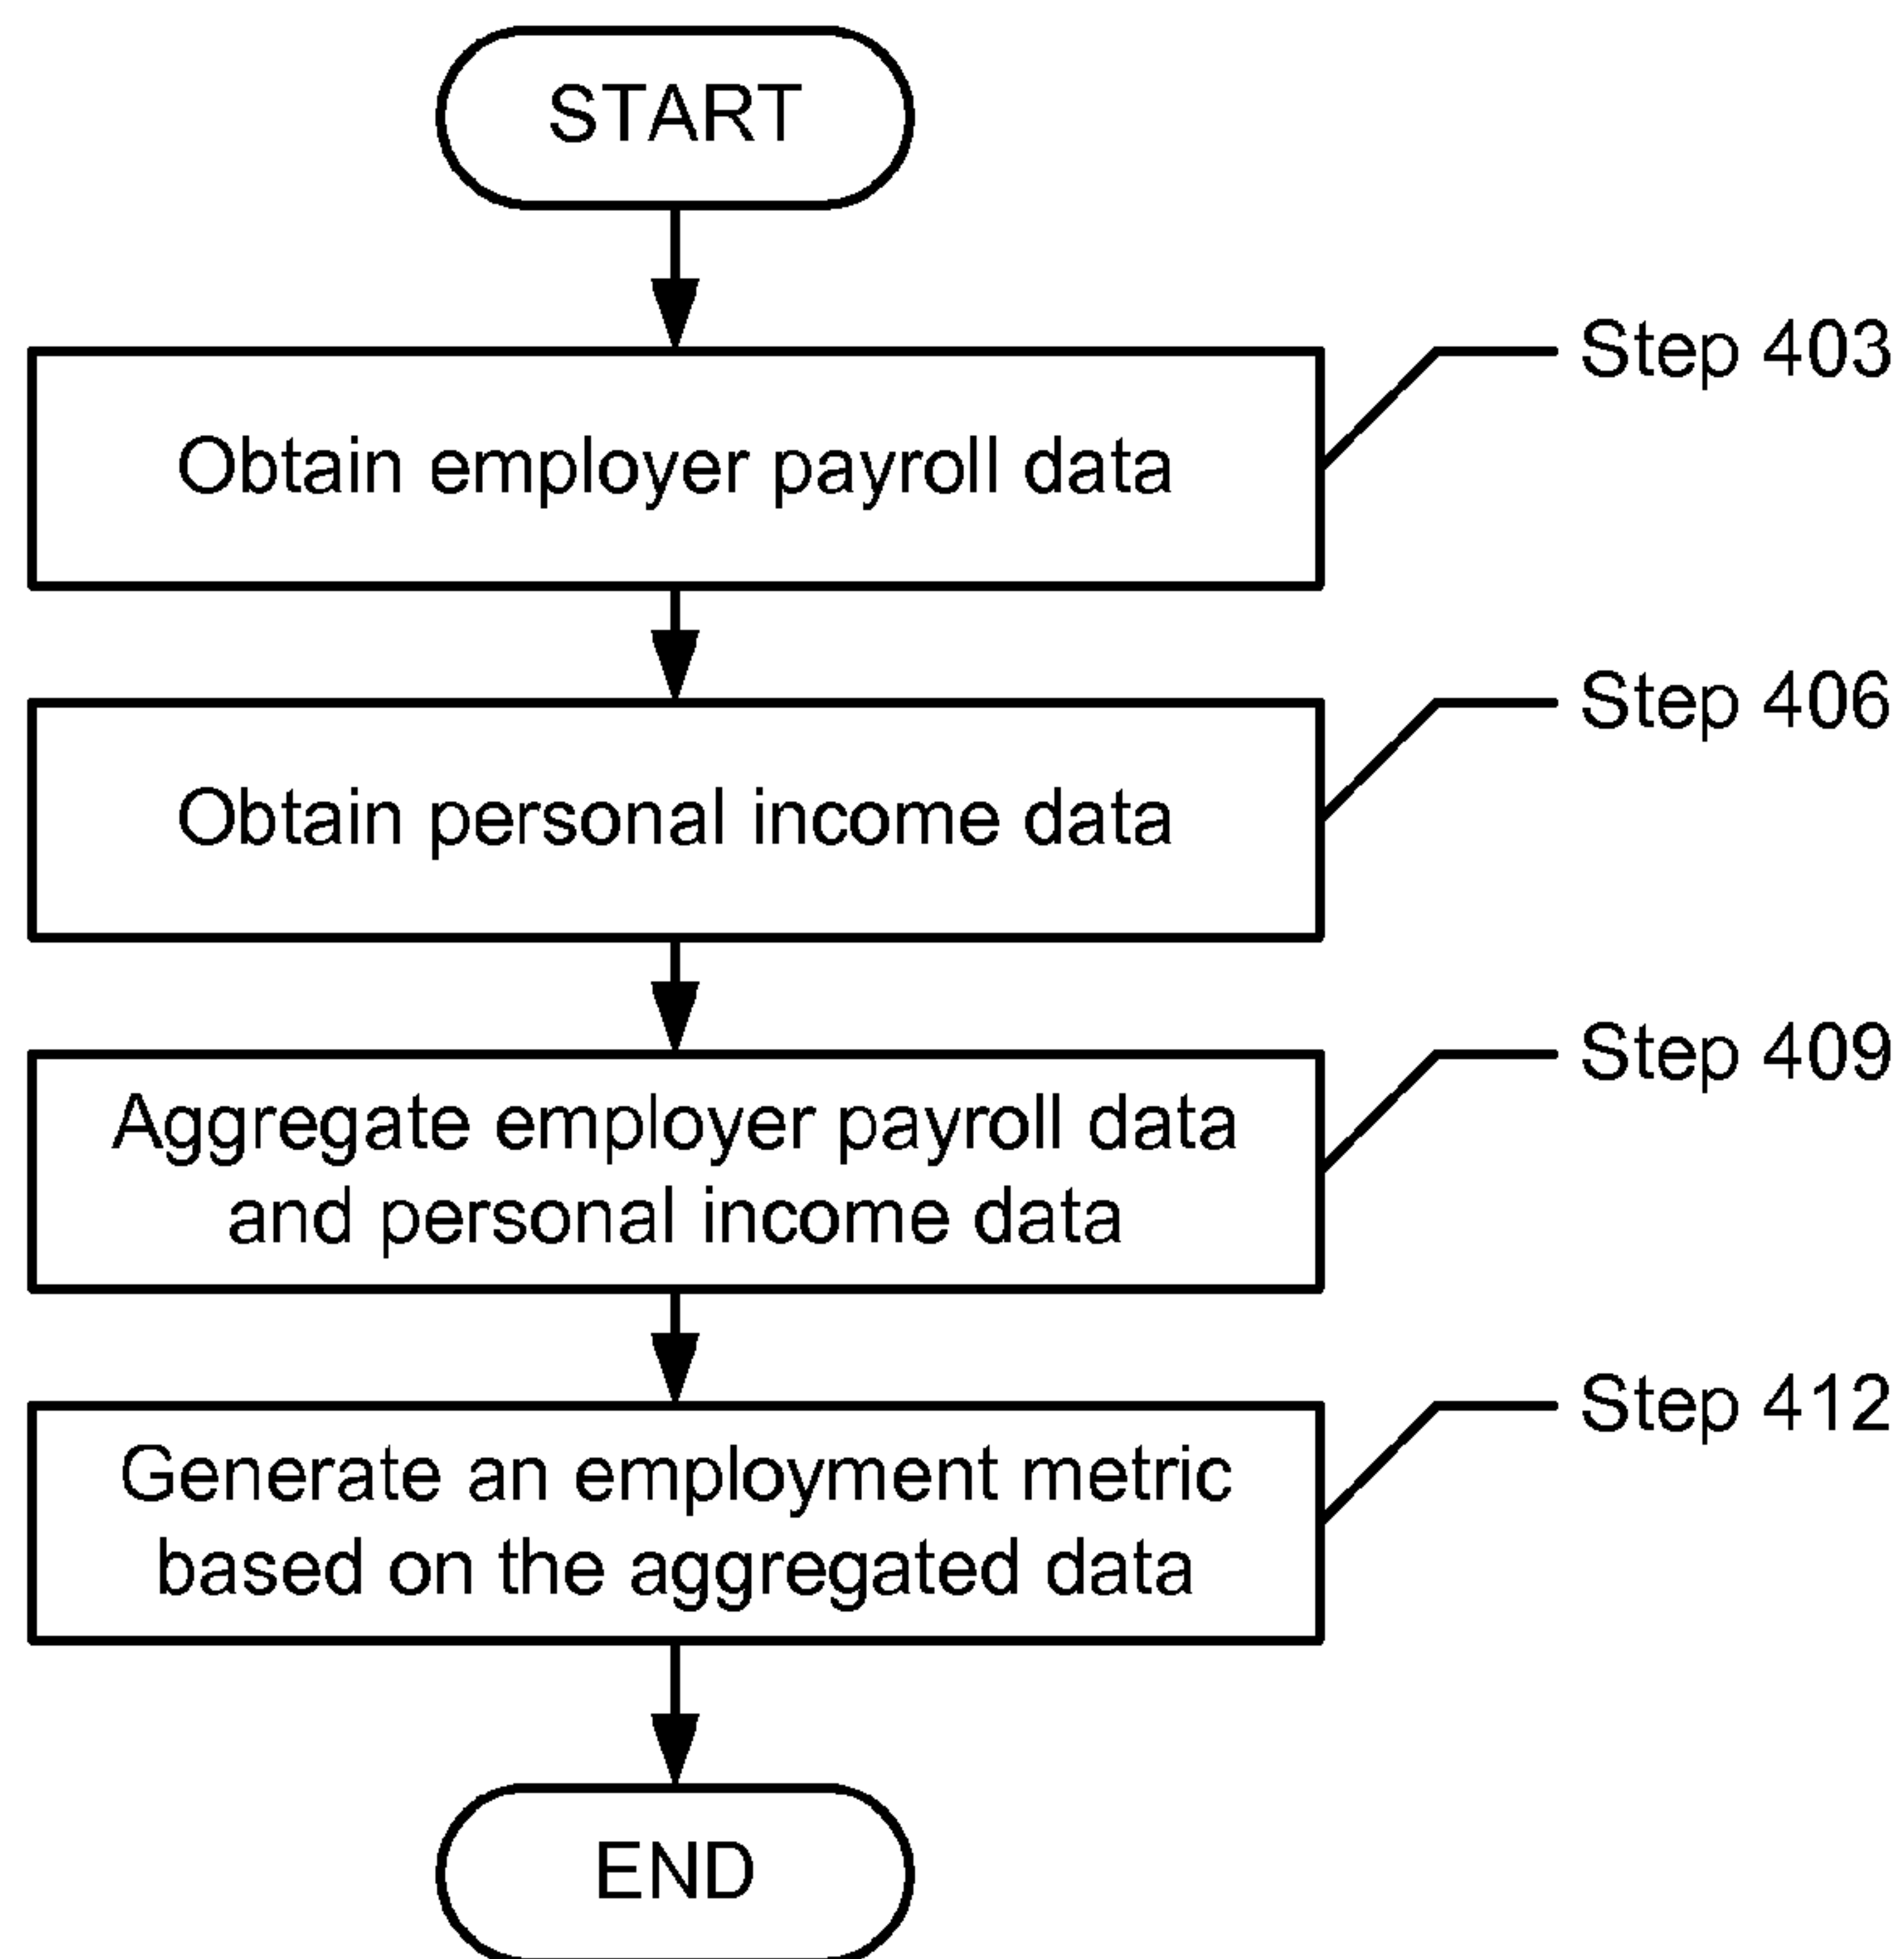 START
Step 403
Obtain employer payroll data
Step 406
Obtain personal income data
Step 409
Aggregate employer payroll data
and personal income data
Step 412
Generate an employment metric
based on the aggregated data
END